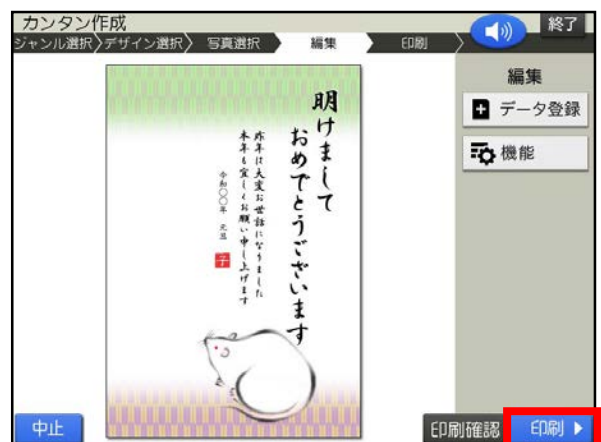 カンタン作成
終了
ジャンル選択
デザイン選択
写真選択
編集
印刷
編集
データ登録
機能
明けまして
おめでとうございます
昨年は大変お世話になりました
本年も宜しくお願い申し上げます
令和〇〇年 元旦
子
中止
印刷確認
印刷